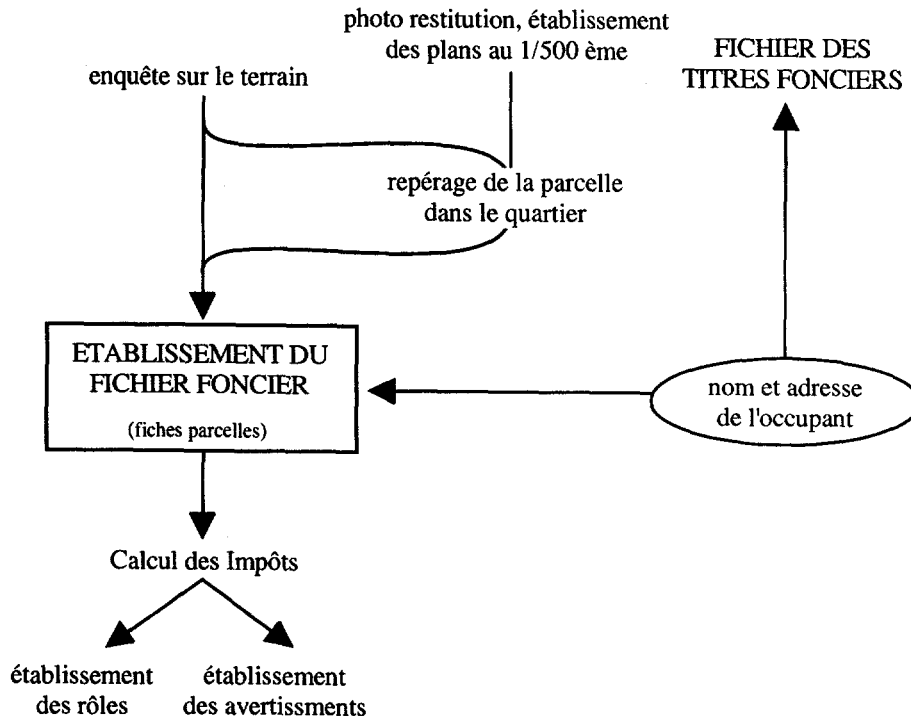 photo restitution, établissement
des plans au 1/500 ème
FICHIER DES
TITRES FONCIERS
enquête sur le terrain
repérage de la parcelle
dans le quartier
ETABLISSEMENT DU
FICHIER FONCIER
(fiches parcelles)
nom et adresse
de l'occupant
Calcul des Impôts
établissement
des rôles
établissement
des avertissments